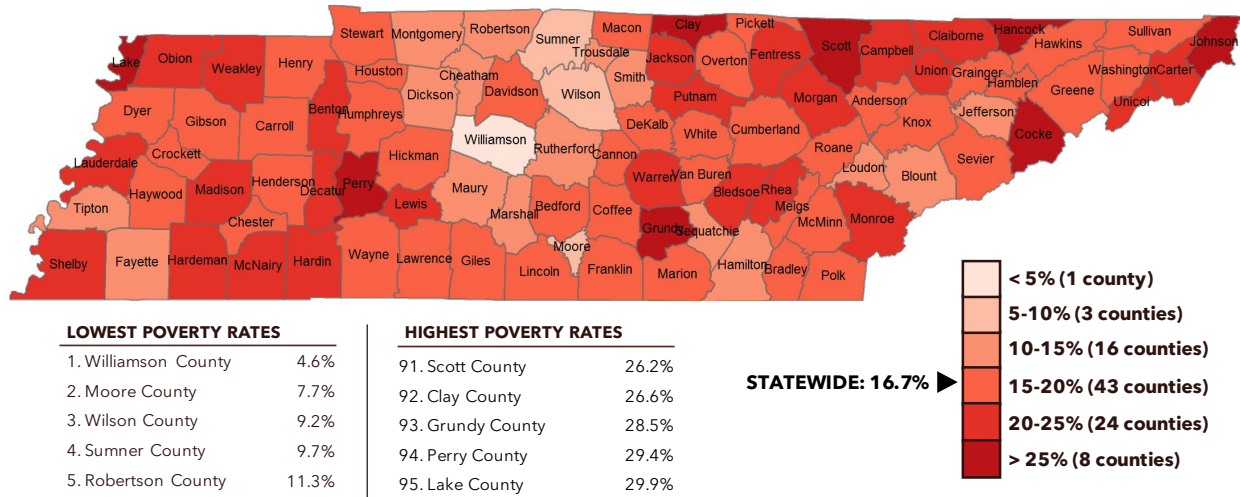 Lake
Obion
Weakley
Henry
Stewart
Montgomery
Robertson
Sumner
Macon
Trousdale
Clay
Pickett
Scott
Campbell
Claiborne
Hancock
Hawkins
Sullivan
Johnson
Jackson
Overton
Fentress
Union
Grainger
Hamblen
Washington
Carter
Unicol
Greene
Houston
Cheatham
Smith
Dickson
Davidson
Wilson
Putnam
Morgan
Anderson
Jefferson
Cocke
Dyer
Gibson
Carroll
Benton
Humphreys
Williamson
Rutherford
Cannon
DeKalb
White
Cumberland
Roane
Knox
Sevier
Loudon
Blount
Lauderdale
Crockett
Haywood
Madison
Henderson
Decatur
Perry
Hickman
Lewis
Maury
Marshall
Bedford
Coffee
Warren
Van Buren
Bledsoe
Rhea
Meigs
McMinn
Monroe
Tipton
Chester
Grundy
Sequatchie
Moore
Shelby
Fayette
Hardeman
McNairy
Hardin
Wayne
Lawrence
Giles
Lincoln
Franklin
Marion
Hamilton
Bradley
Polk
LOWEST POVERTY RATES
1. Williamson County 4.6%
2. Moore County 7.7%
3. Wilson County 9.2%
4. Sumner County 9.7%
5. Robertson County 11.3%
HIGHEST POVERTY RATES
91. Scott County 26.2%
92. Clay County 26.6%
93. Grundy County 28.5%
94. Perry County 29.4%
95. Lake County 29.9%
STATEWIDE: 16.7%
< 5% (1 county)
5-10% (3 counties)
10-15% (16 counties)
15-20% (43 counties)
20-25% (24 counties)
> 25% (8 counties)